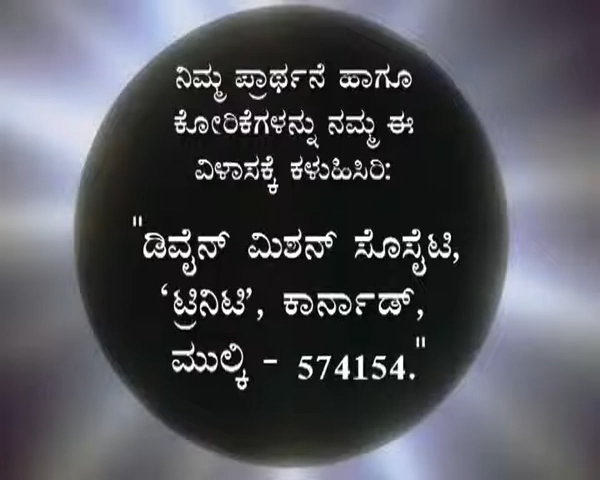 ನಿಮ್ಮ ಪ್ರಾರ್ಥನೆ ಹಾಗೂ
ಕೋರಿಕೆಗಳನ್ನು ನಮ್ಮ ಈ
ವಿಳಾಸಕ್ಕೆ ಕಳುಹಿಸಿರಿ:
"ಡಿವೈನ್ ಮಿಶನ್ ಸೊಸೈಟಿ,
‘ಟ್ರಿನಿಟಿ’, ಕಾರ್ನಾಡ್,
ಮುಲ್ಕಿ - 574154."